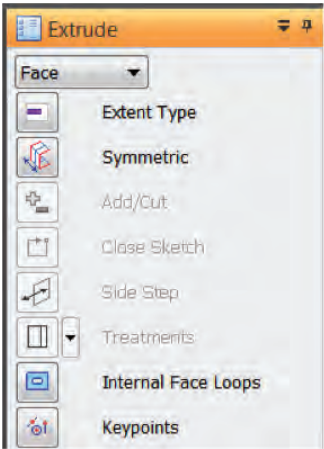 Extrude
Face
Extent Type
Symmetric
Add/Cut
Close Sketch
Side Step
Treatments
Internal Face Loops
Keypoints